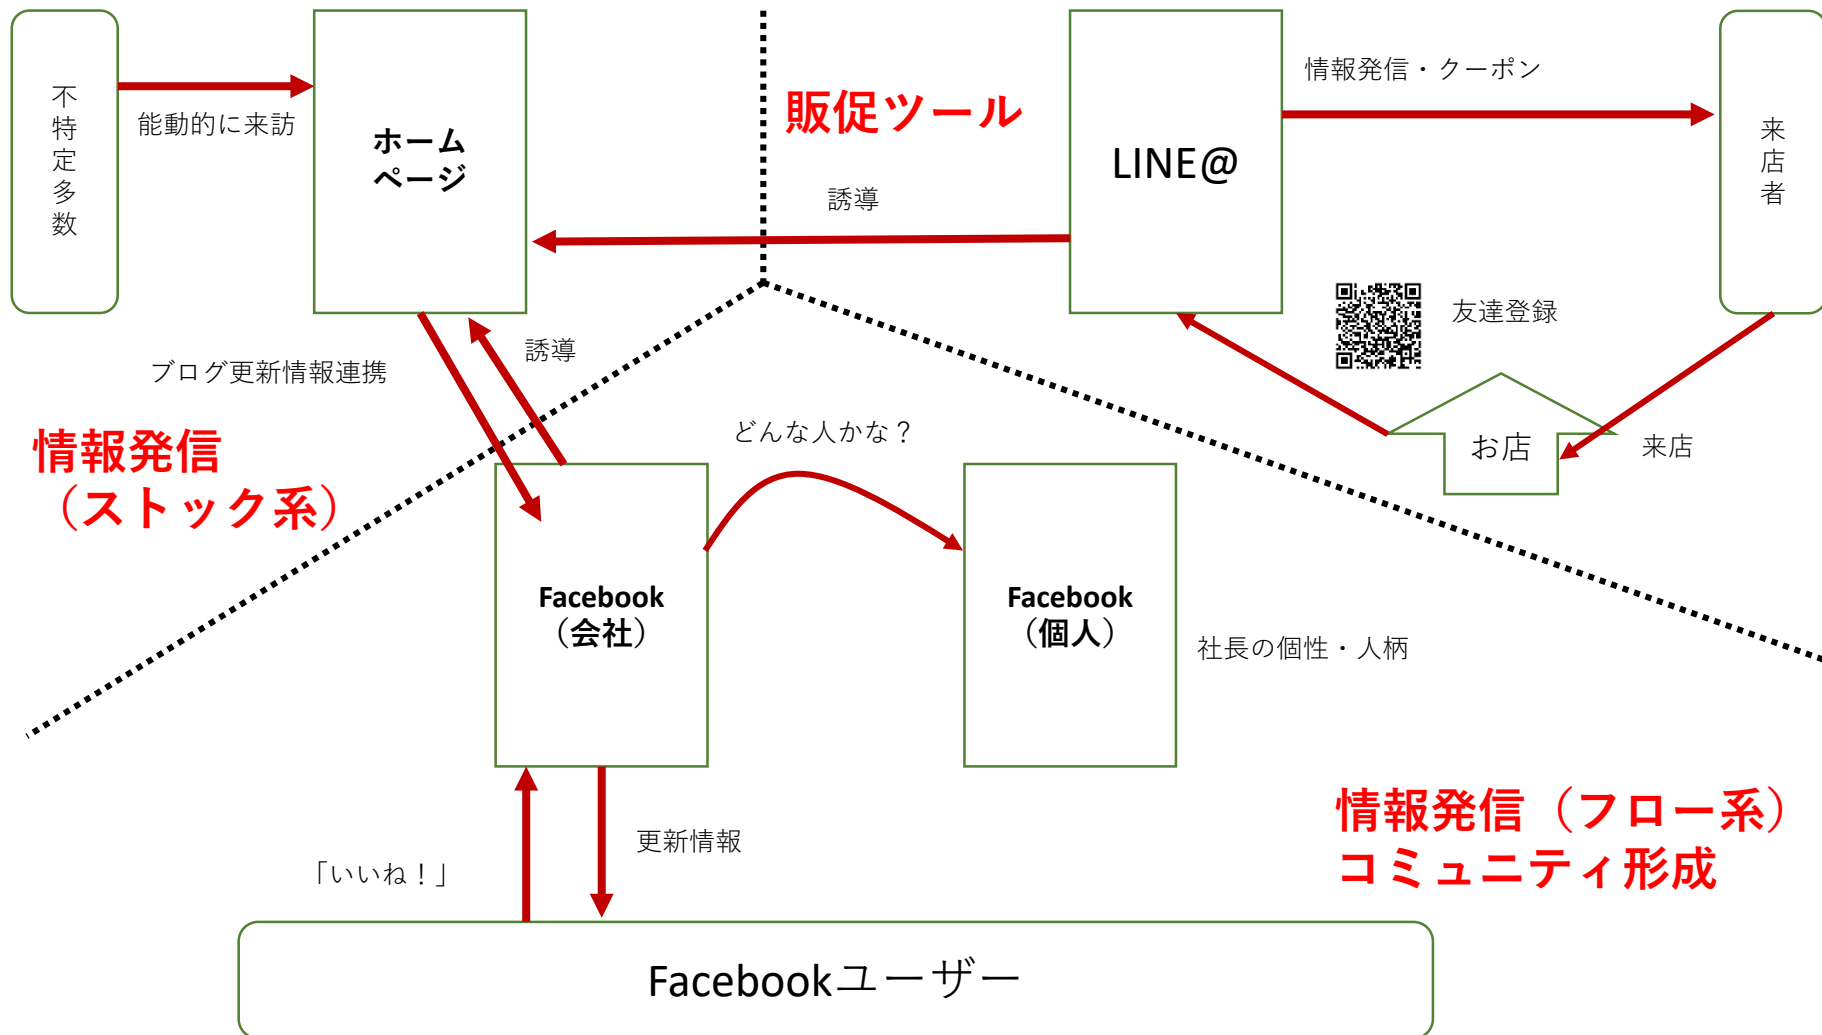 不特定多数
能動的に来訪
ホーム
ページ
販促ツール
誘導
LINE@
情報発信・クーポン
来店者
友達登録
お店
来店
ブログ更新情報連携
誘導
情報発信
（ストック系）
どんな人かな？
Facebook
（会社）
Facebook
（個人）
社長の個性・人柄
「いいね！」
更新情報
情報発信（フロー系）
コミュニティ形成
Facebookユーザー